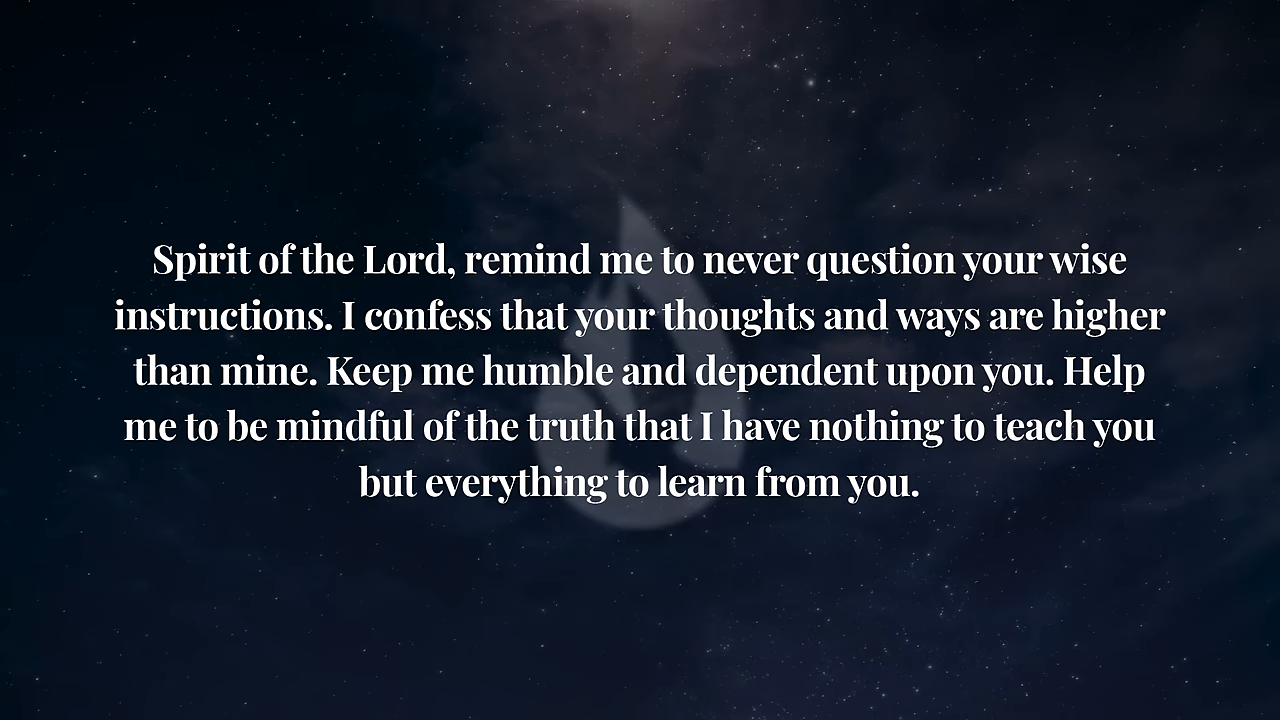 Spirit of the Lord, remind me to never question your wise
instructions. I confess that your thoughts and ways are higher
than mine. Keep me humble and dependent upon you. Help
me to be mindful of the truth that I have nothing to teach you
but everything to learn from you.